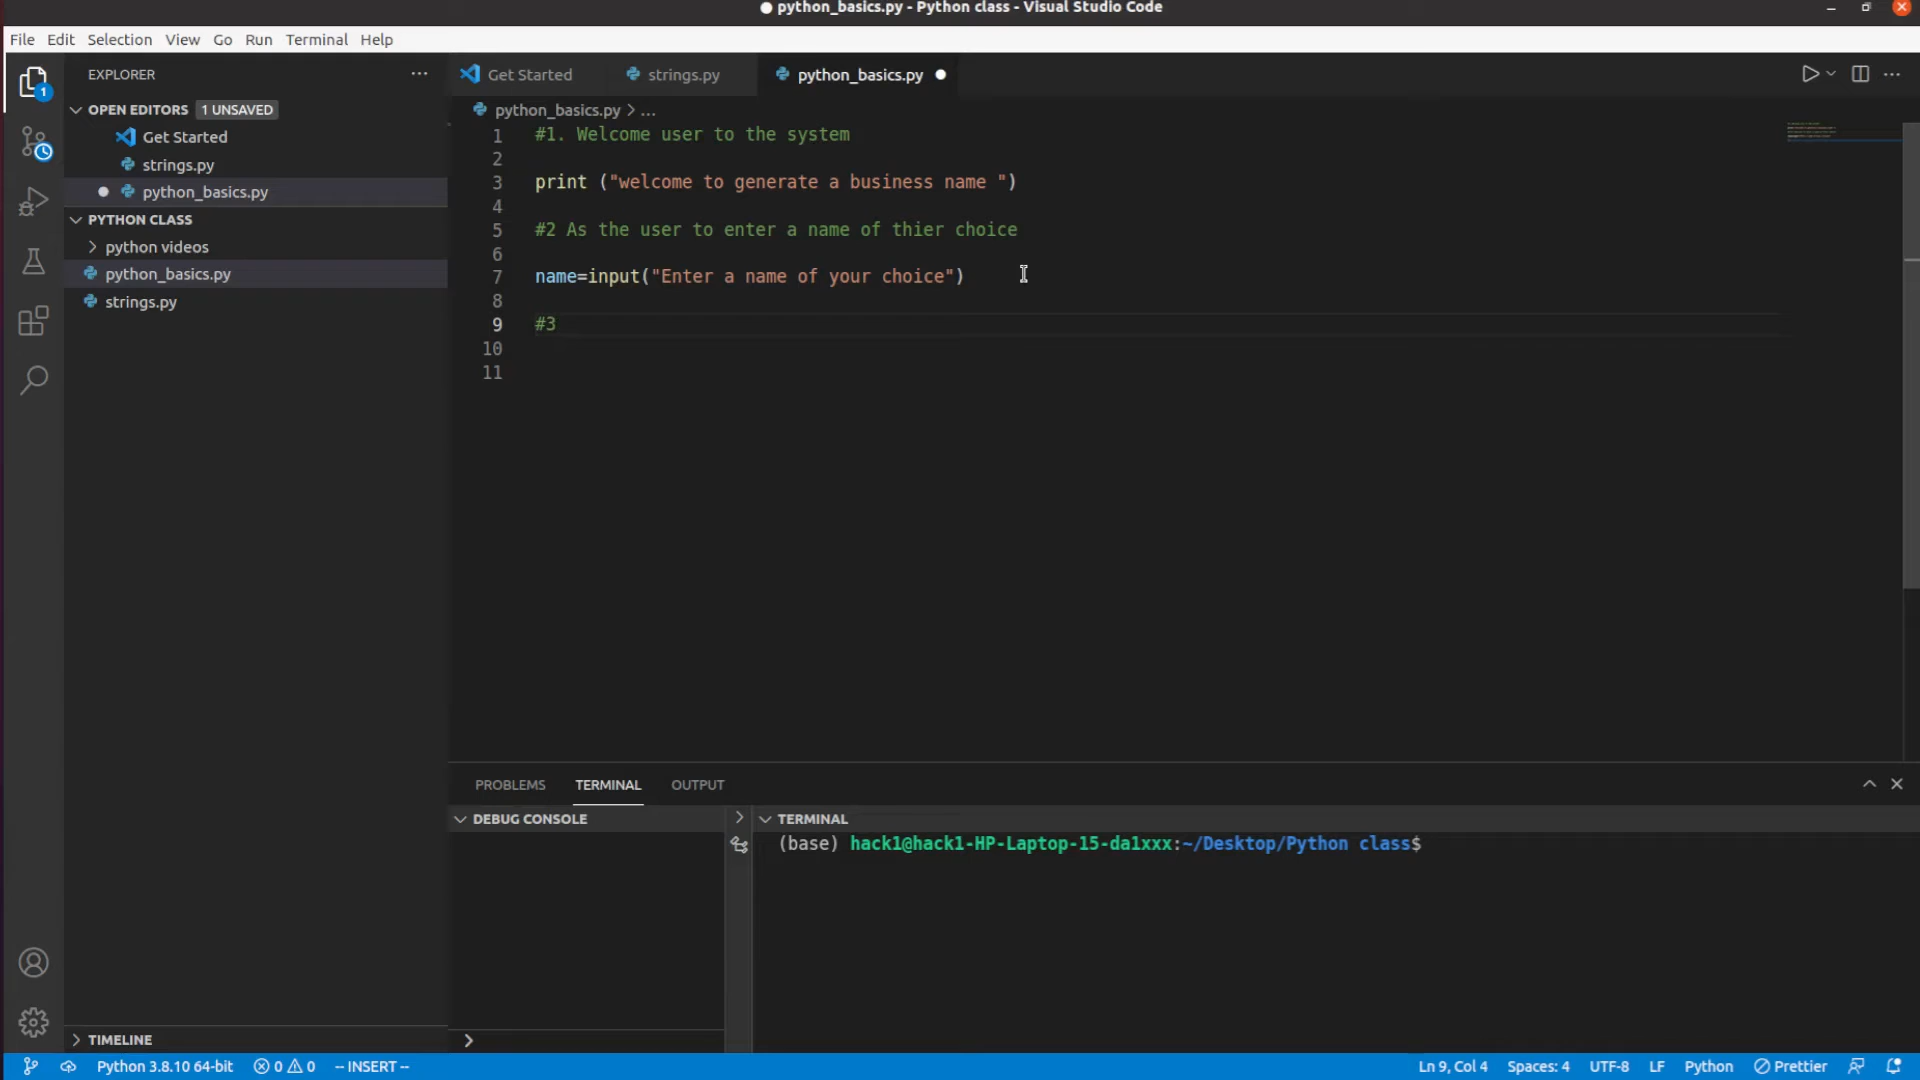 python_basics.py - Python class - Visual Studio Code
File Edit Selection View Go Run Terminal Help
EXPLORER
OPEN EDITORS 1 UNSAVED
Get Started
strings.py
python_basics.py
PYTHON CLASS
python videos
python_basics.py
strings.py
TIMELINE
1
Get Started strings.py python_basics.py
python_basics.py > ...
1 #1. Welcome user to the system
2
3 print ("welcome to generate a business name ")
4
5 #2 As the user to enter a name of thier choice
6
7 name=input("Enter a name of your choice")
8
9 #3
10
11
PROBLEMS TERMINAL OUTPUT
DEBUG CONSOLE
TERMINAL
(base) hack1@hack1-HP-Laptop-15-da1xxx:~/Desktop/Python class$
Python 3.8.10 64-bit 0 0 -- INSERT -- Ln 9, Col 4 Spaces: 4 UTF-8 LF Python Prettier